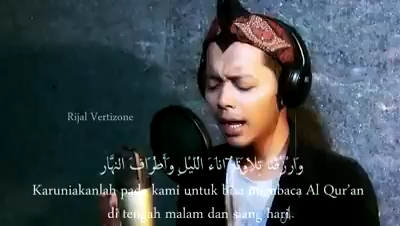 Rijal Vertizone
وَارْزُقْنَا تِلَاوَتَهُ آنَاءَ اللَّيْلِ وَأَطْرَافَ النَّهَارِ
Karuniakanlah pada kami untuk bisa membaca Al Qur'an
di tengah malam dan siang hari.